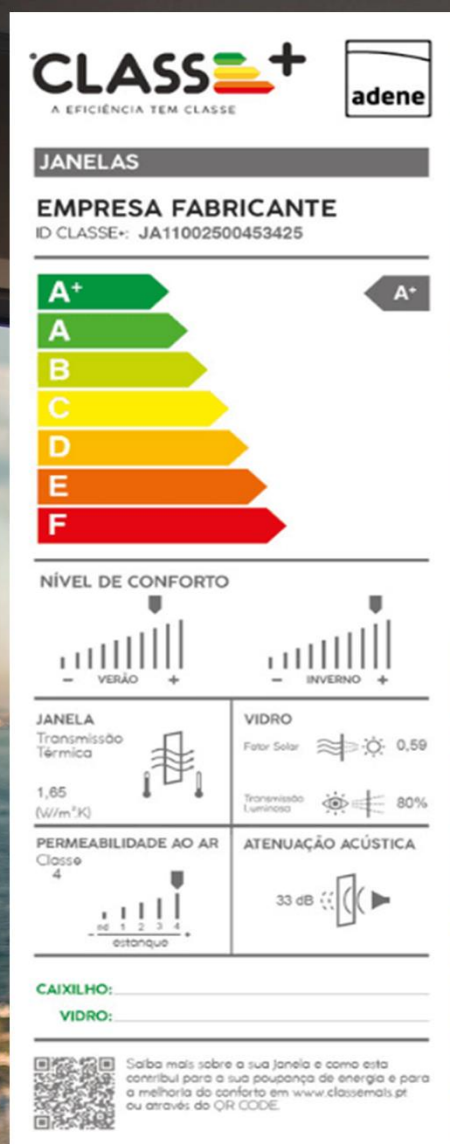 CLASSE+
A EFICIÊNCIA TEM CLASSE
adene
JANELAS
EMPRESA FABRICANTE
ID CLASSE+: JA11002500453425
A+
A+
A
B
C
D
E
F
NÍVEL DE CONFORTO
- VERÃO +
- INVERNO +
JANELA
Transmissão
Térmica
1,65
(W/m².K)
VIDRO
Fator Solar
0,59
Transmissão
Luminosa
80%
PERMEABILIDADE AO AR
Classe
4
nd 1 2 3 4
- estanque +
ATENUAÇÃO ACÚSTICA
33 dB
CAIXILHO:
VIDRO:
Saiba mais sobre a sua janela e como esta
contribui para a sua poupança de energia e para
a melhoria do conforto em www.classemais.pt
ou através do QR CODE.